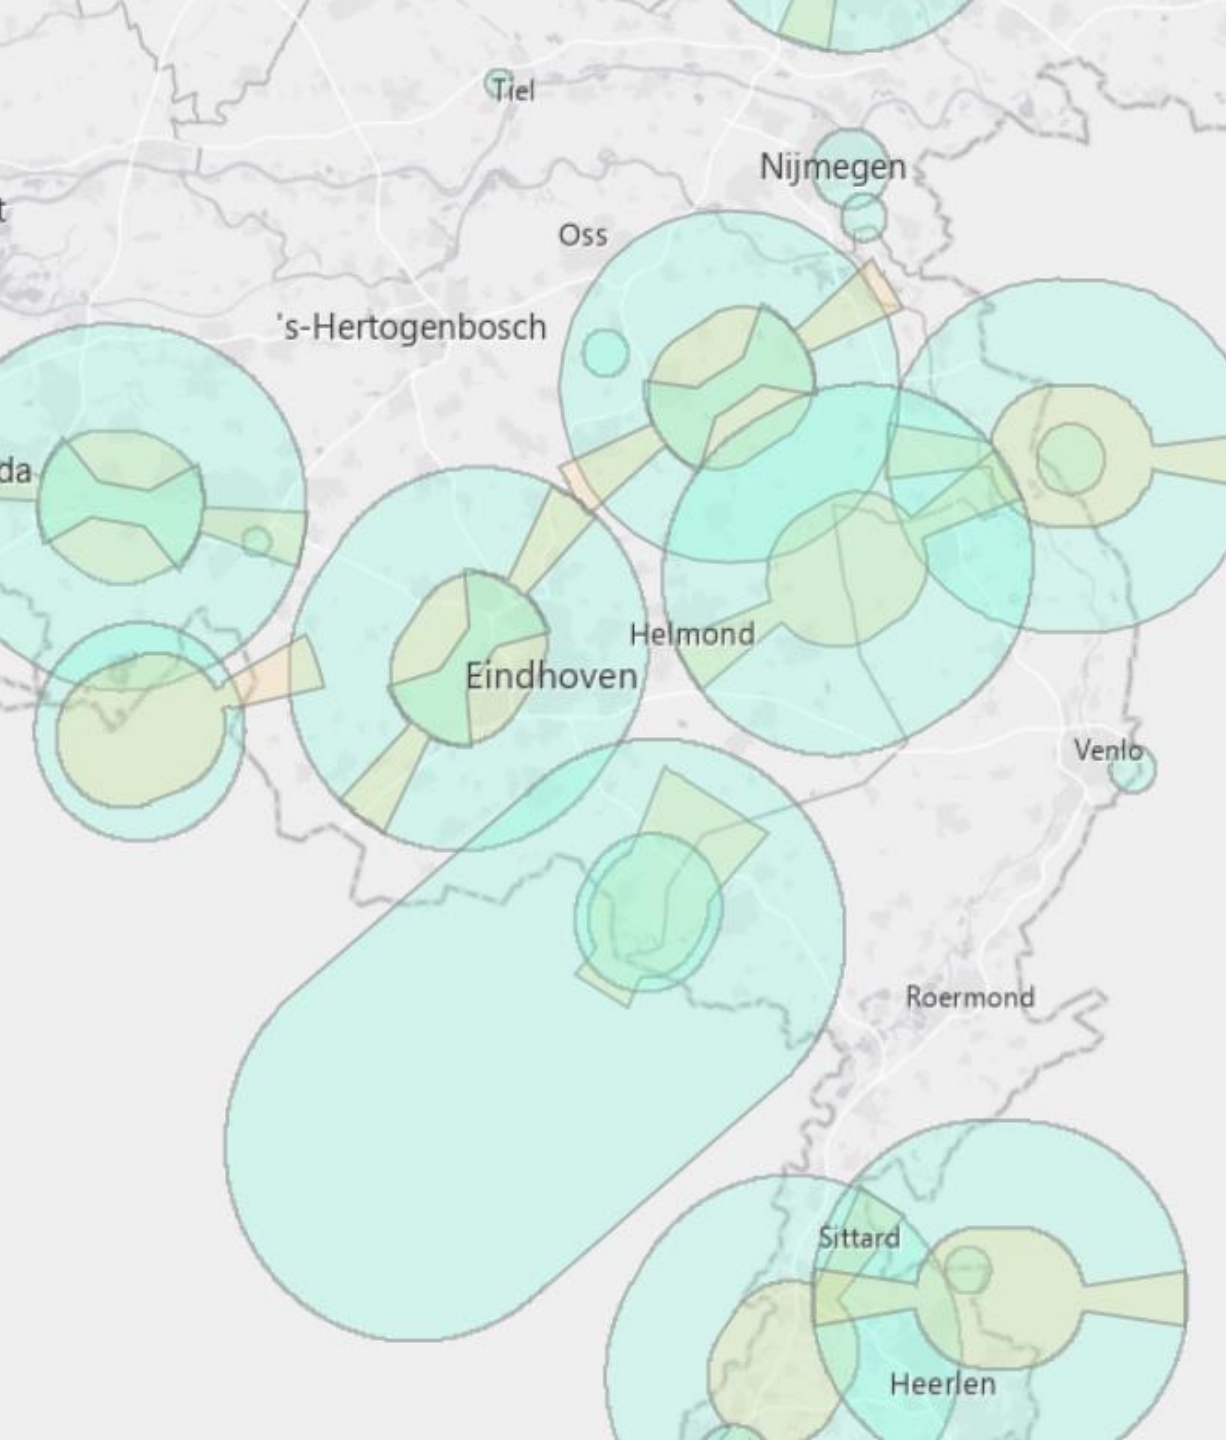 Tiel
Nijmegen
t
Oss
's-Hertogenbosch
da
Helmond
Eindhoven
Venlo
Roermond
Sittard
Heerlen